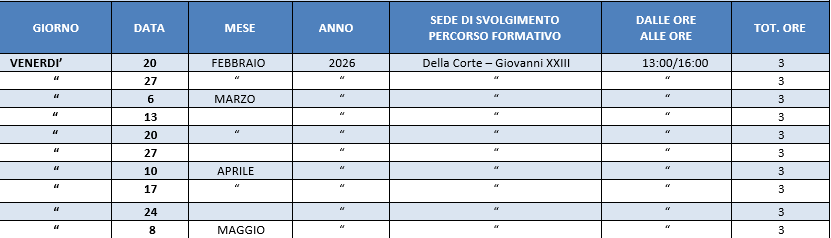 GIORNO DATA MESE ANNO SEDE DI SVOLGIMENTO PERCORSO FORMATIVO DALLE ORE ALLE ORE TOT. ORE
VENERDI’ 20 FEBBRAIO 2026 Della Corte – Giovanni XXIII 13:00/16:00 3
“ 27 “ “ “ “ 3
“ 6 MARZO “ “ “ 3
“ 13 “ “ “ 3
“ 20 “ “ “ “ 3
“ 27 “ “ “ 3
“ 10 APRILE “ “ “ 3
“ 17 “ “ “ “ 3
“ 24 “ “ “ 3
“ 8 MAGGIO “ “ “ 3